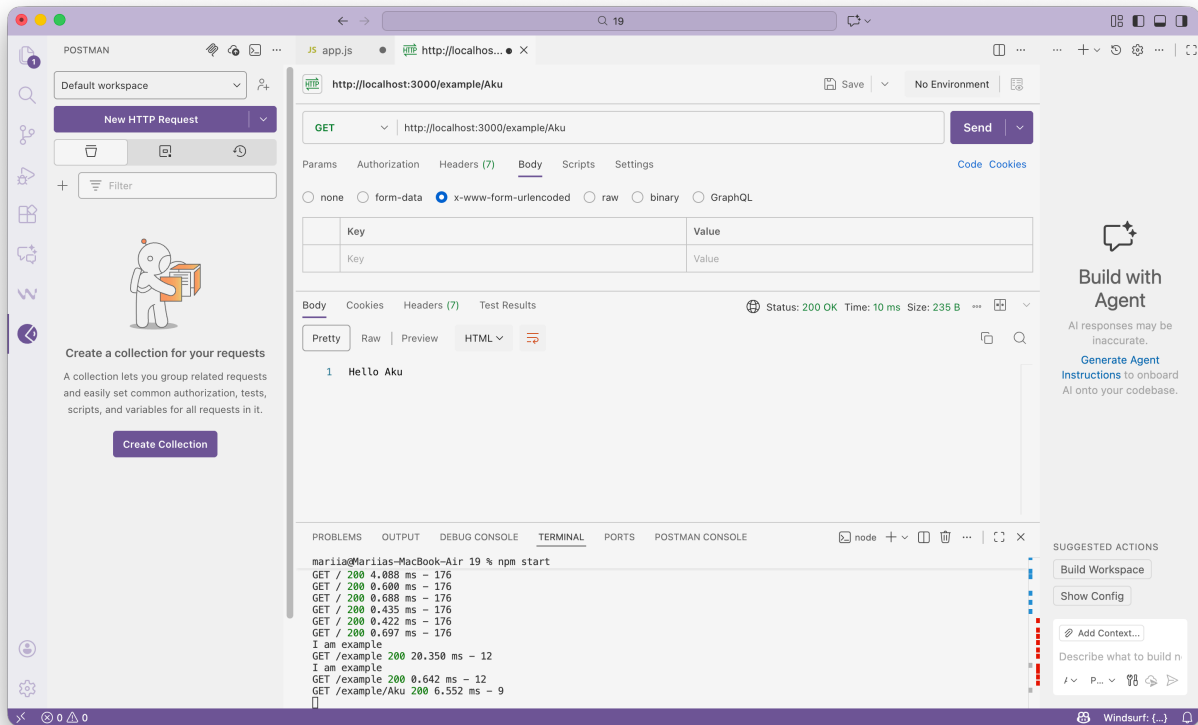 19
POSTMAN
JS app.js
HTTP http://localhos...
1
Default workspace
New HTTP Request
Filter
Create a collection for your requests
A collection lets you group related requests
and easily set common authorization, tests,
scripts, and variables for all requests in it.
Create Collection
HTTP http://localhost:3000/example/Aku
Save
No Environment
GET
http://localhost:3000/example/Aku
Send
Params Authorization Headers (7) Body Scripts Settings
Code Cookies
none form-data x-www-form-urlencoded raw binary GraphQL
Key Value
Key Value
Body Cookies Headers (7) Test Results
Status: 200 OK Time: 10 ms Size: 235 B
Pretty Raw Preview HTML
1 Hello Aku
PROBLEMS OUTPUT DEBUG CONSOLE TERMINAL PORTS POSTMAN CONSOLE
node
mariia@Mariias-MacBook-Air 19 % npm start
GET / 200 4.088 ms - 176
GET / 200 0.600 ms - 176
GET / 200 0.688 ms - 176
GET / 200 0.435 ms - 176
GET / 200 0.422 ms - 176
GET / 200 0.697 ms - 176
I am example
GET /example 200 20.350 ms - 12
I am example
GET /example 200 0.642 ms - 12
GET /example/Aku 200 6.552 ms - 9
Build with
Agent
AI responses may be
inaccurate.
Generate Agent
Instructions to onboard
AI onto your codebase.
SUGGESTED ACTIONS
Build Workspace
Show Config
Add Context...
Describe what to build n
P...
0 0
Windsurf: {...}